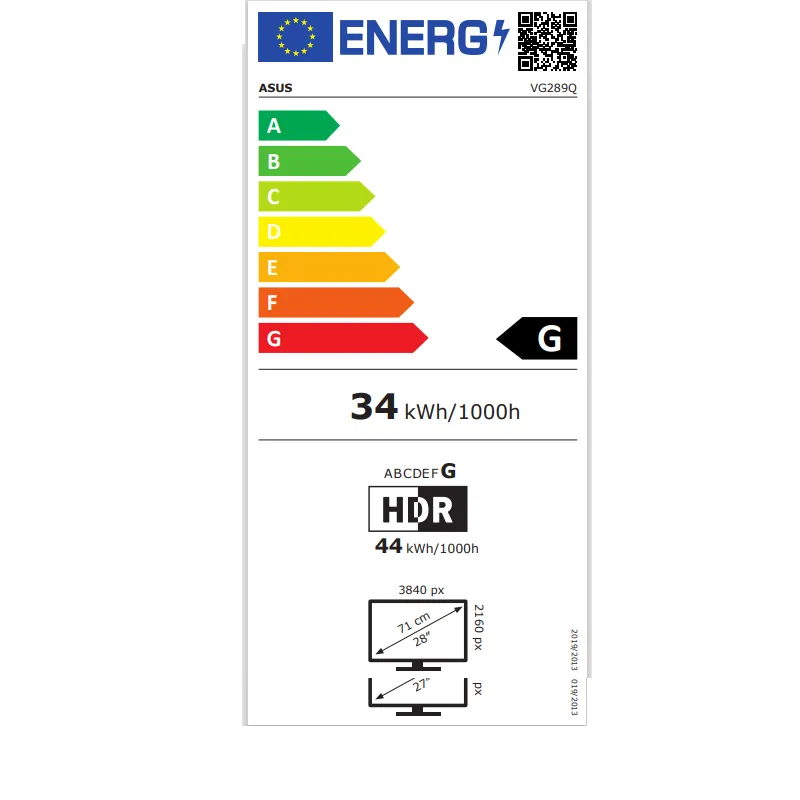 ENERG
ASUS VG289Q
A
B
C
D
E
F
G
G
34 kWh/1000h
ABCDEFG
HDR
44 kWh/1000h
3840 px
71 cm
28"
2160 px
2019/2013
27"
px
019/2013